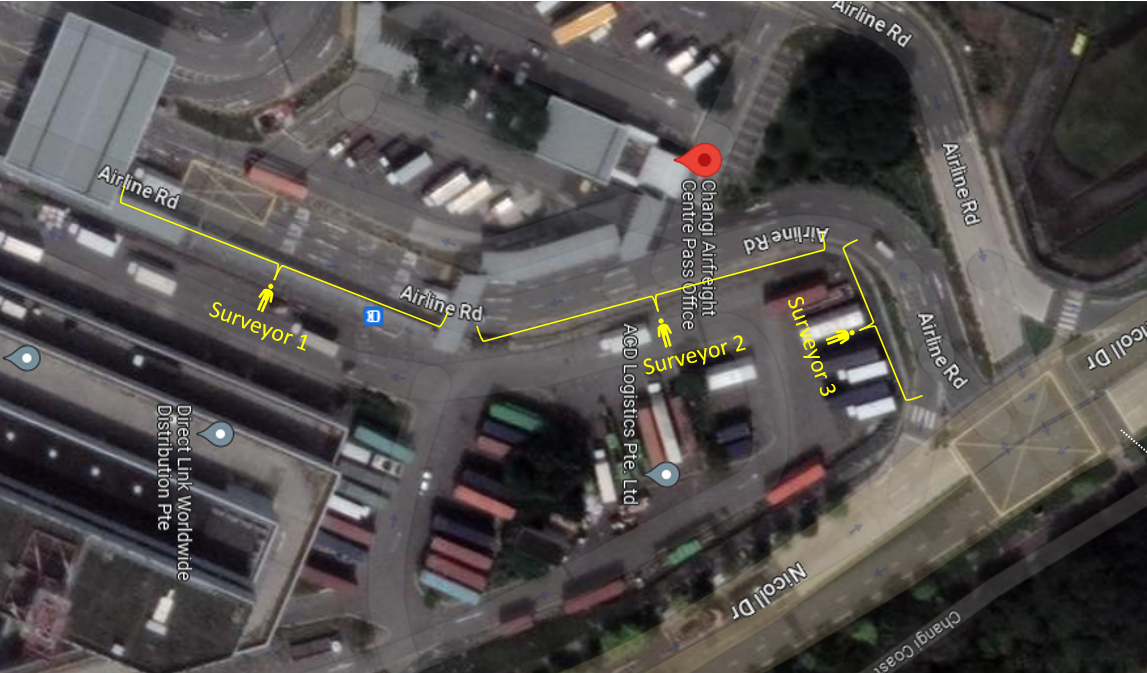 Airline Rd
Airline Rd
Airline Rd
Changi Airfreight
Centre Pass Office
Airline Rd
Airline Rd
Surveyor 1
Surveyor 2
Surveyor 3
ACD Logistics Pte. Ltd
Airline Rd
Nicoll Dr
Direct Link Worldwide
Distribution Pte
Nicoll Dr
Changi Coast